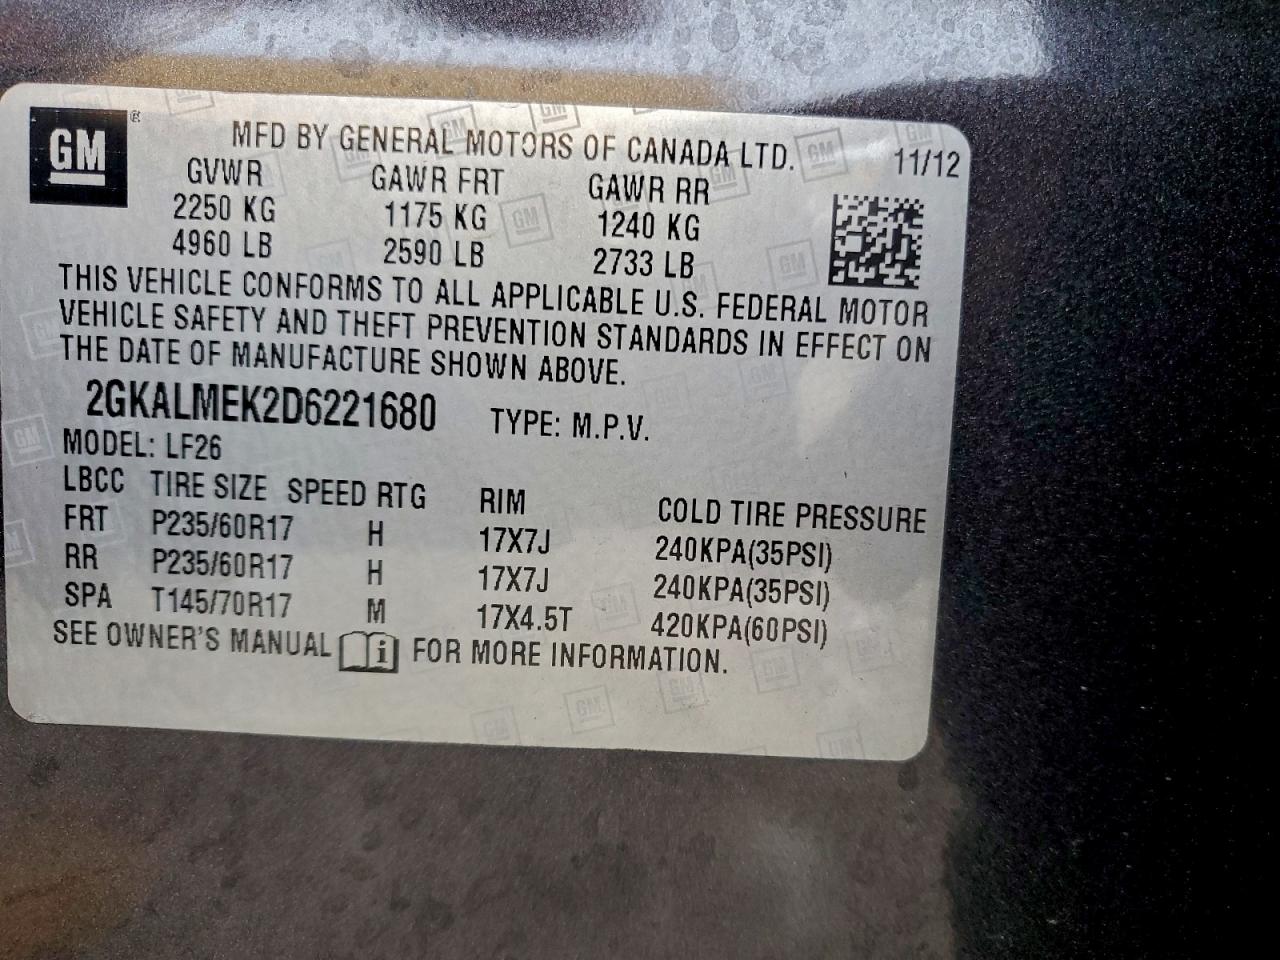 GM®
MFD BY GENERAL MOTORS OF CANADA LTD. 11/12
GVWR GAWR FRT GAWR RR
2250 KG 1175 KG 1240 KG
4960 LB 2590 LB 2733 LB
THIS VEHICLE CONFORMS TO ALL APPLICABLE U.S. FEDERAL MOTOR
VEHICLE SAFETY AND THEFT PREVENTION STANDARDS IN EFFECT ON
THE DATE OF MANUFACTURE SHOWN ABOVE.
2GKALMEK2D6221680 TYPE: M.P.V.
MODEL: LF26
LBCC TIRE SIZE SPEED RTG RIM COLD TIRE PRESSURE
FRT P235/60R17 H 17X7J 240KPA(35PSI)
RR P235/60R17 H 17X7J 240KPA(35PSI)
SPA T145/70R17 M 17X4.5T 420KPA(60PSI)
SEE OWNER'S MANUAL i FOR MORE INFORMATION.